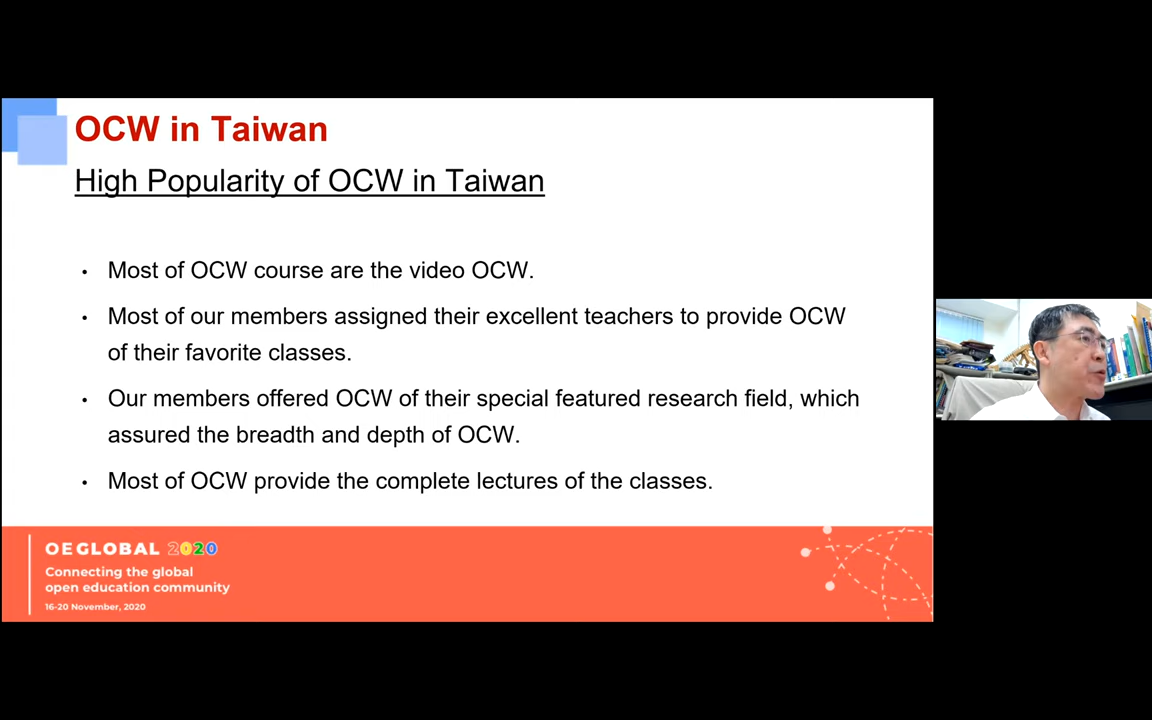 OCW in Taiwan
High Popularity of OCW in Taiwan
• Most of OCW course are the video OCW.
• Most of our members assigned their excellent teachers to provide OCW
of their favorite classes.
• Our members offered OCW of their special featured research field, which
assured the breadth and depth of OCW.
• Most of OCW provide the complete lectures of the classes.
OEGLOBAL 2020
Connecting the global
open education community
16-20 November, 2020